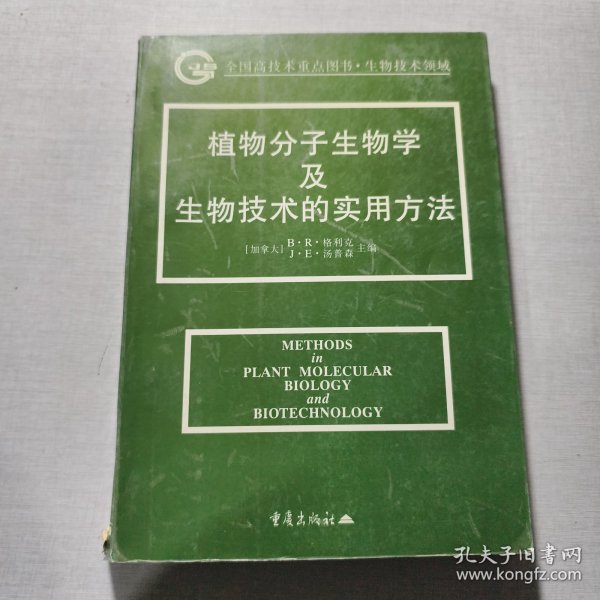 全国高技术重点图书·生物技术领域
植物分子生物学
及
生物技术的实用方法
[加拿大] B·R·格利克
J·E·汤普森 主编
METHODS
in
PLANT MOLECULAR
BIOLOGY
and
BIOTECHNOLOGY
重庆出版社
孔夫子旧书网
www.kongfz.com